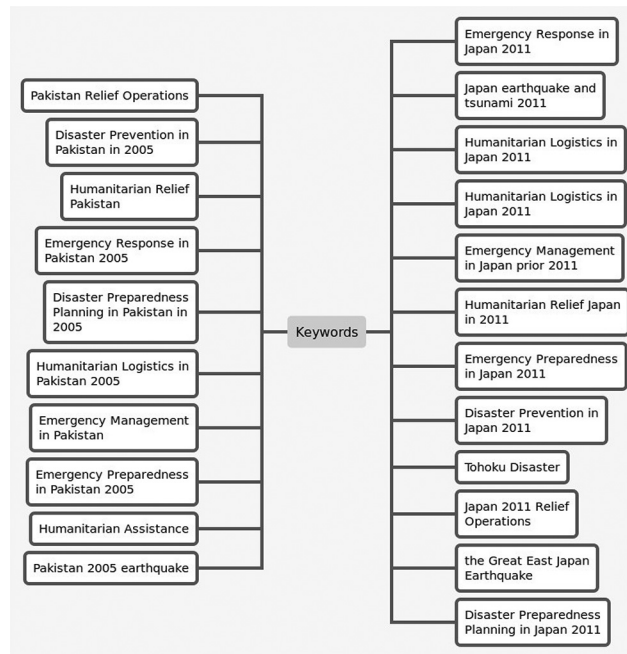 Pakistan Relief Operations
Disaster Prevention in
Pakistan in 2005
Humanitarian Relief
Pakistan
Emergency Response in
Pakistan 2005
Disaster Preparedness
Planning in Pakistan in
2005
Humanitarian Logistics in
Pakistan 2005
Emergency Management
in Pakistan
Emergency Preparedness
in Pakistan 2005
Humanitarian Assistance
Pakistan 2005 earthquake
Keywords
Emergency Response in
Japan 2011
Japan earthquake and
tsunami 2011
Humanitarian Logistics in
Japan 2011
Humanitarian Logistics in
Japan 2011
Emergency Management
in Japan prior 2011
Humanitarian Relief Japan
in 2011
Emergency Preparedness
in Japan 2011
Disaster Prevention in
Japan 2011
Tohoku Disaster
Japan 2011 Relief
Operations
the Great East Japan
Earthquake
Disaster Preparedness
Planning in Japan 2011